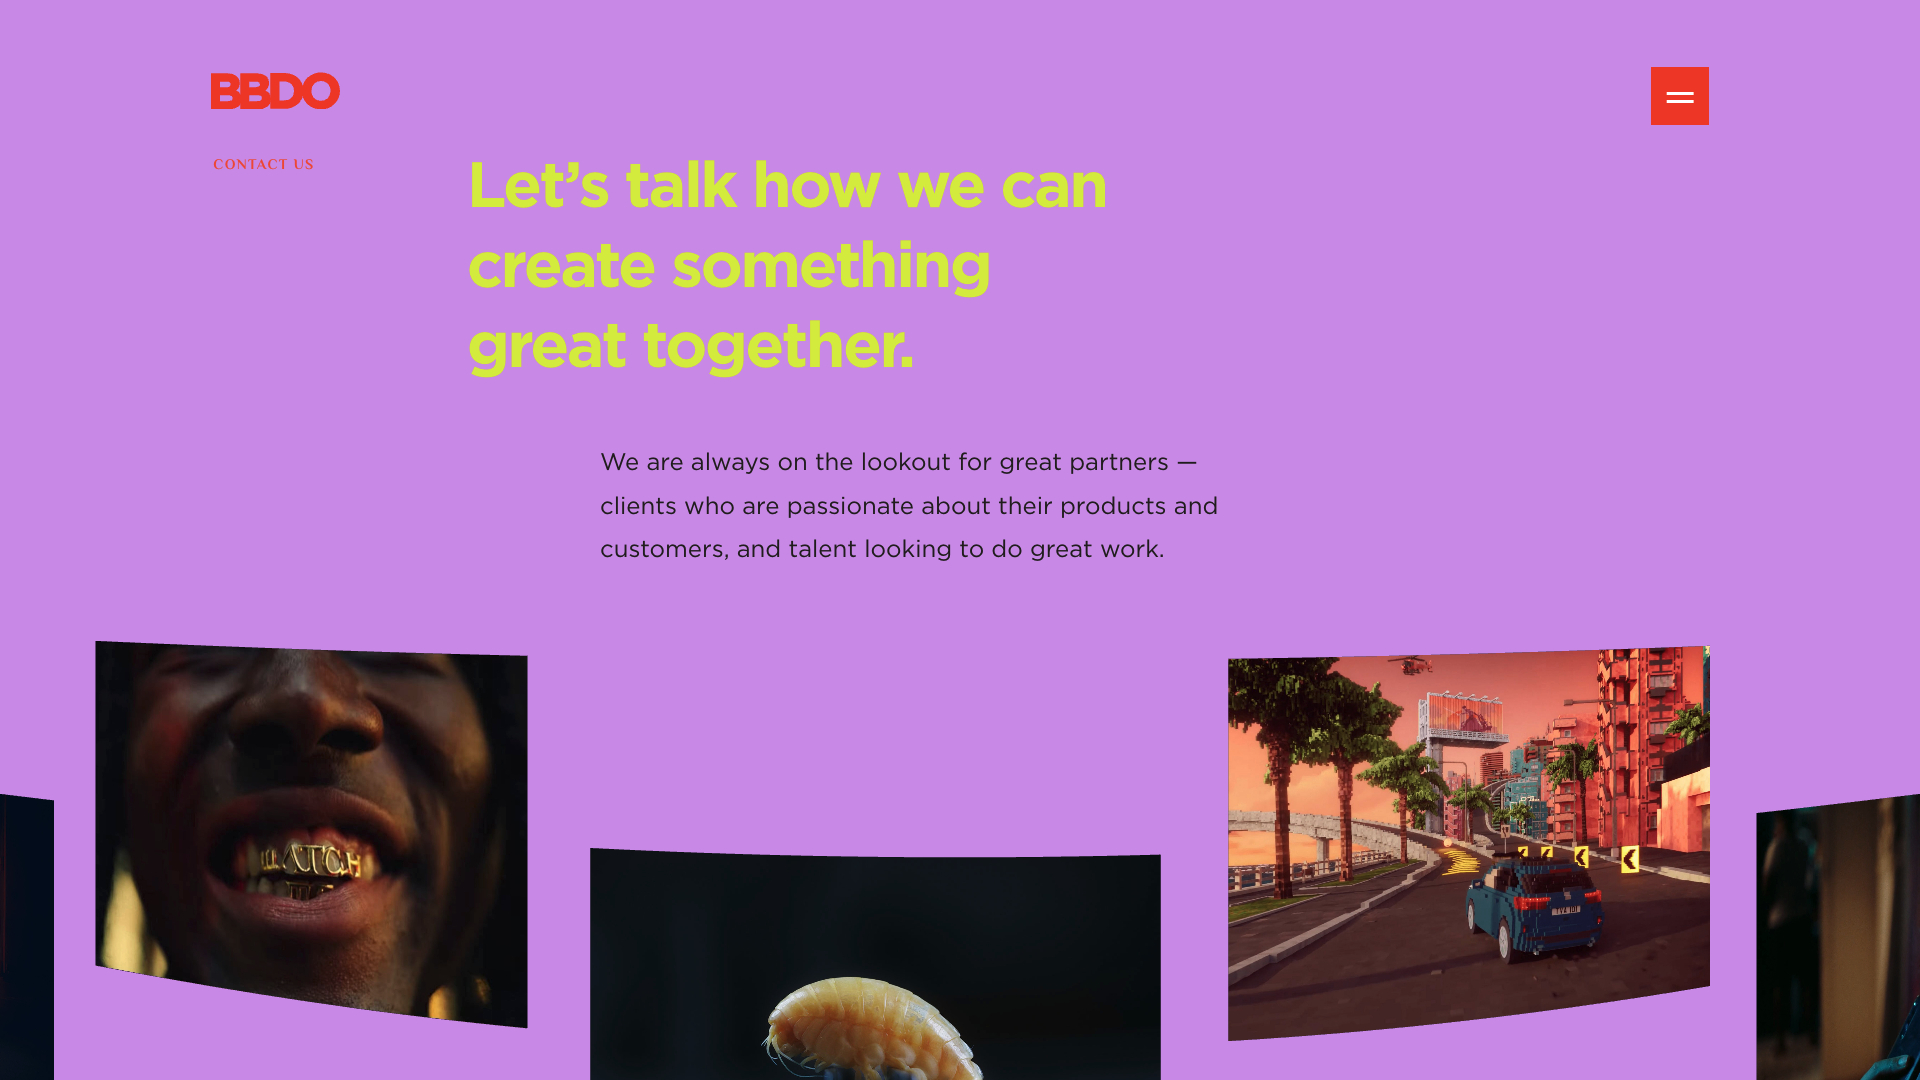 BBDO
CONTACT US
Let’s talk how we can
create something
great together.
We are always on the lookout for great partners —
clients who are passionate about their products and
customers, and talent looking to do great work.